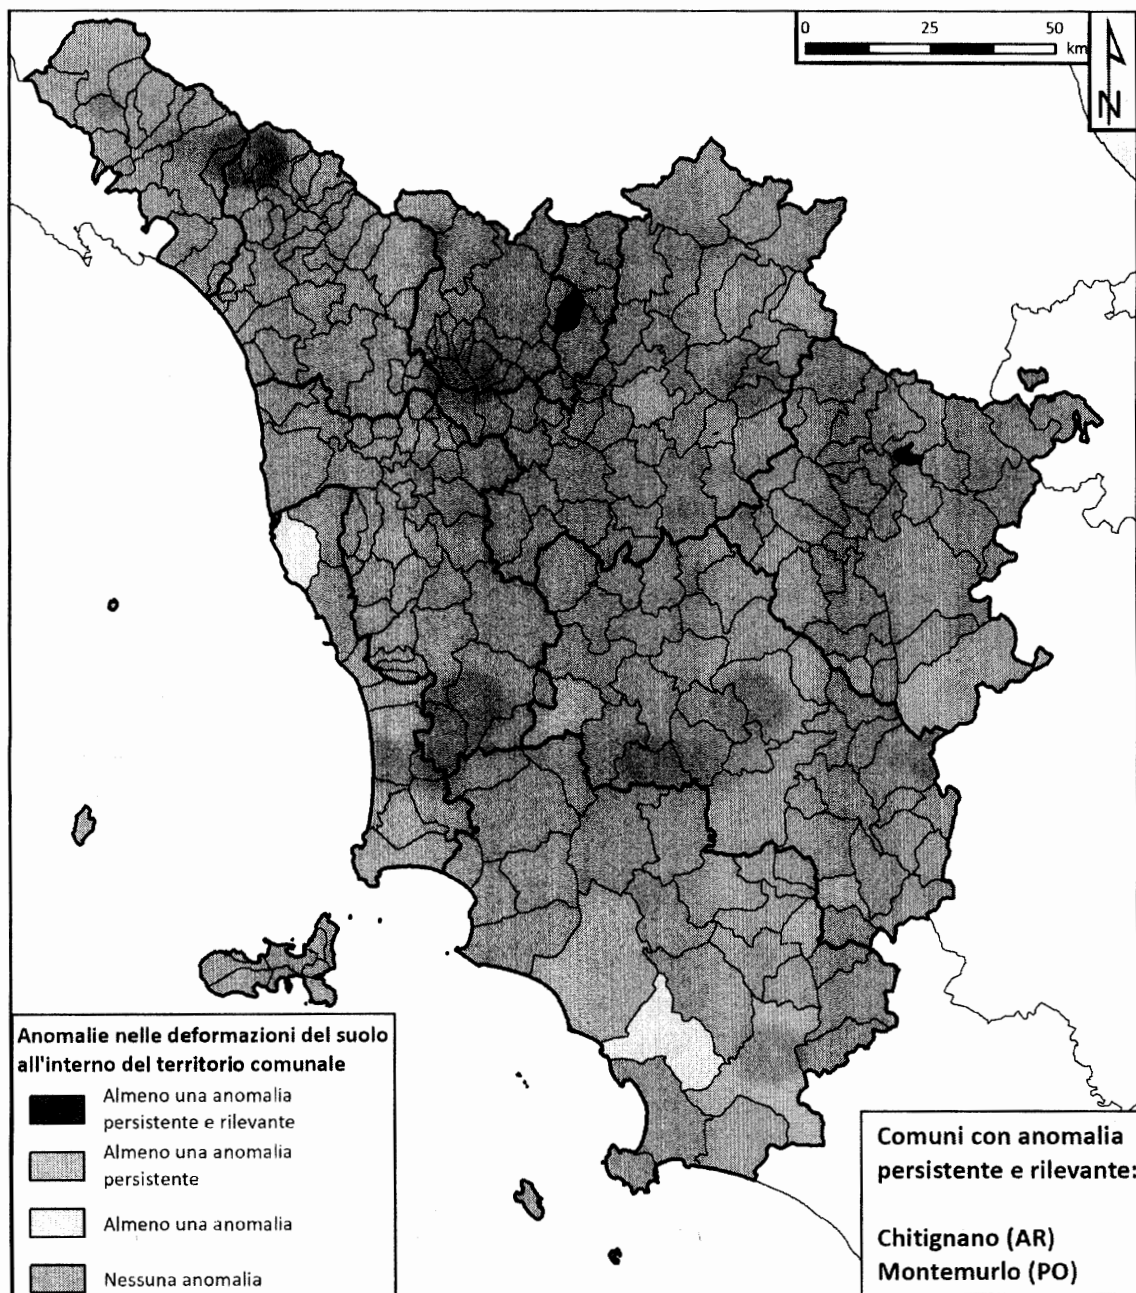 0 25 50
km
N
Anomalie nelle deformazioni del suolo
all'interno del territorio comunale
Almeno una anomalia
persistente e rilevante
Almeno una anomalia
persistente
Almeno una anomalia
Nessuna anomalia
Comuni con anomalia
persistente e rilevante:
Chitignano (AR)
Montemurlo (PO)